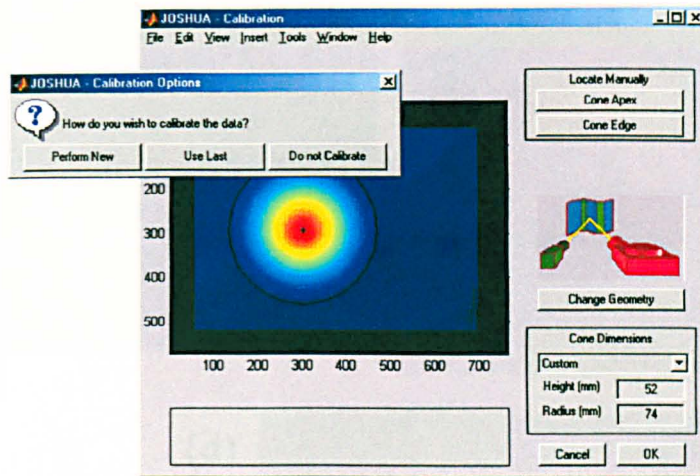 JOSHUA - Calibration
File Edit View Insert Tools Window Help
JOSHUA - Calibration Options
?
How do you wish to calibrate the data?
Perform New Use Last Do not Calibrate
200
300
400
500
100 200 300 400 500 600 700
Locate Manually
Cone Apex
Cone Edge
Change Geometry
Cone Dimensions
Custom
Height (mm) 52
Radius (mm) 74
Cancel OK